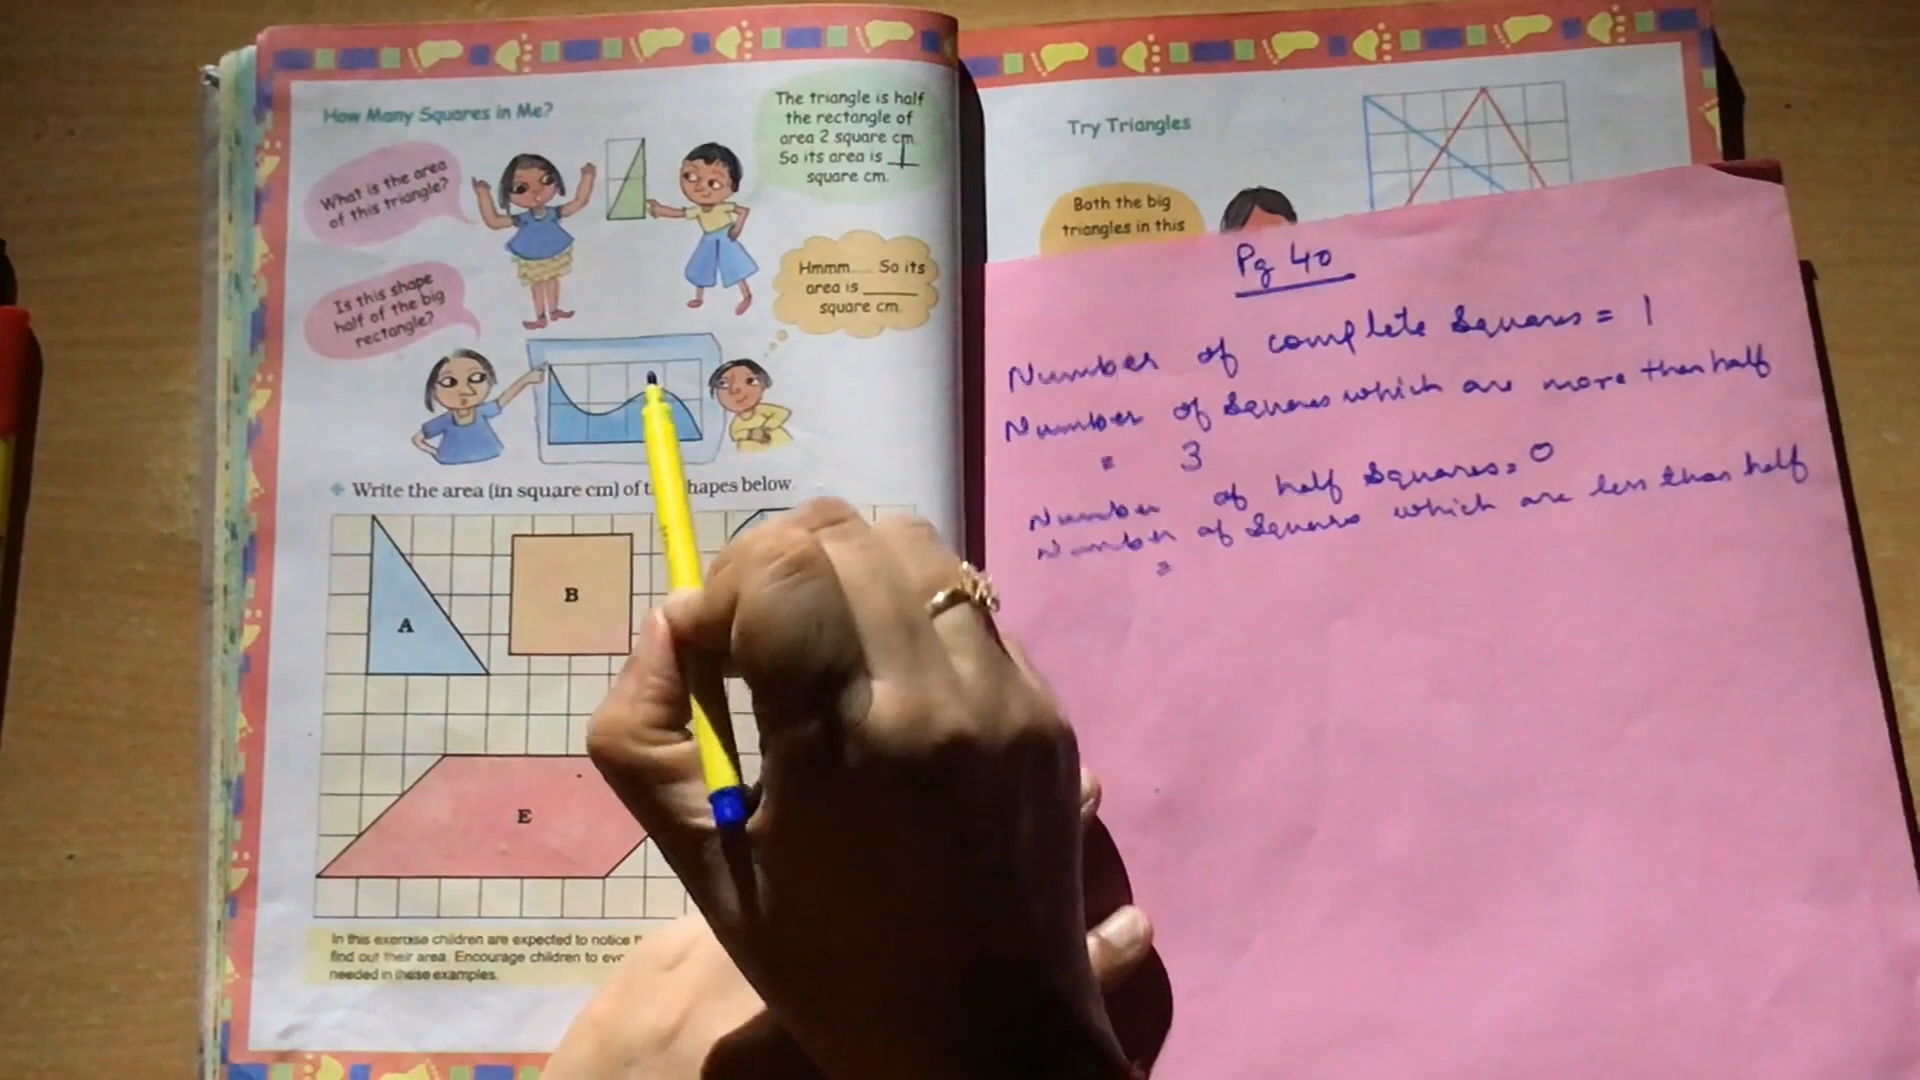 How Many Squares in Me?
What is the area
of this triangle?
The triangle is half
the rectangle of
area 2 square cm.
So its area is 1
square cm.
Is this shape
half of the big
rectangle?
Hmmm.... So its
area is ______
square cm.
Write the area (in square cm) of t hapes below.
A
B
E
In this exercise children are expected to notice
find out their area. Encourage children to
needed in these examples.
Try Triangles
Both the big
triangles in this
Pg 40
Number of complete Squares = 1
Number of Squares which are more than half
= 3
Number of half Squares = 0
Number of Squares which are less than half
=